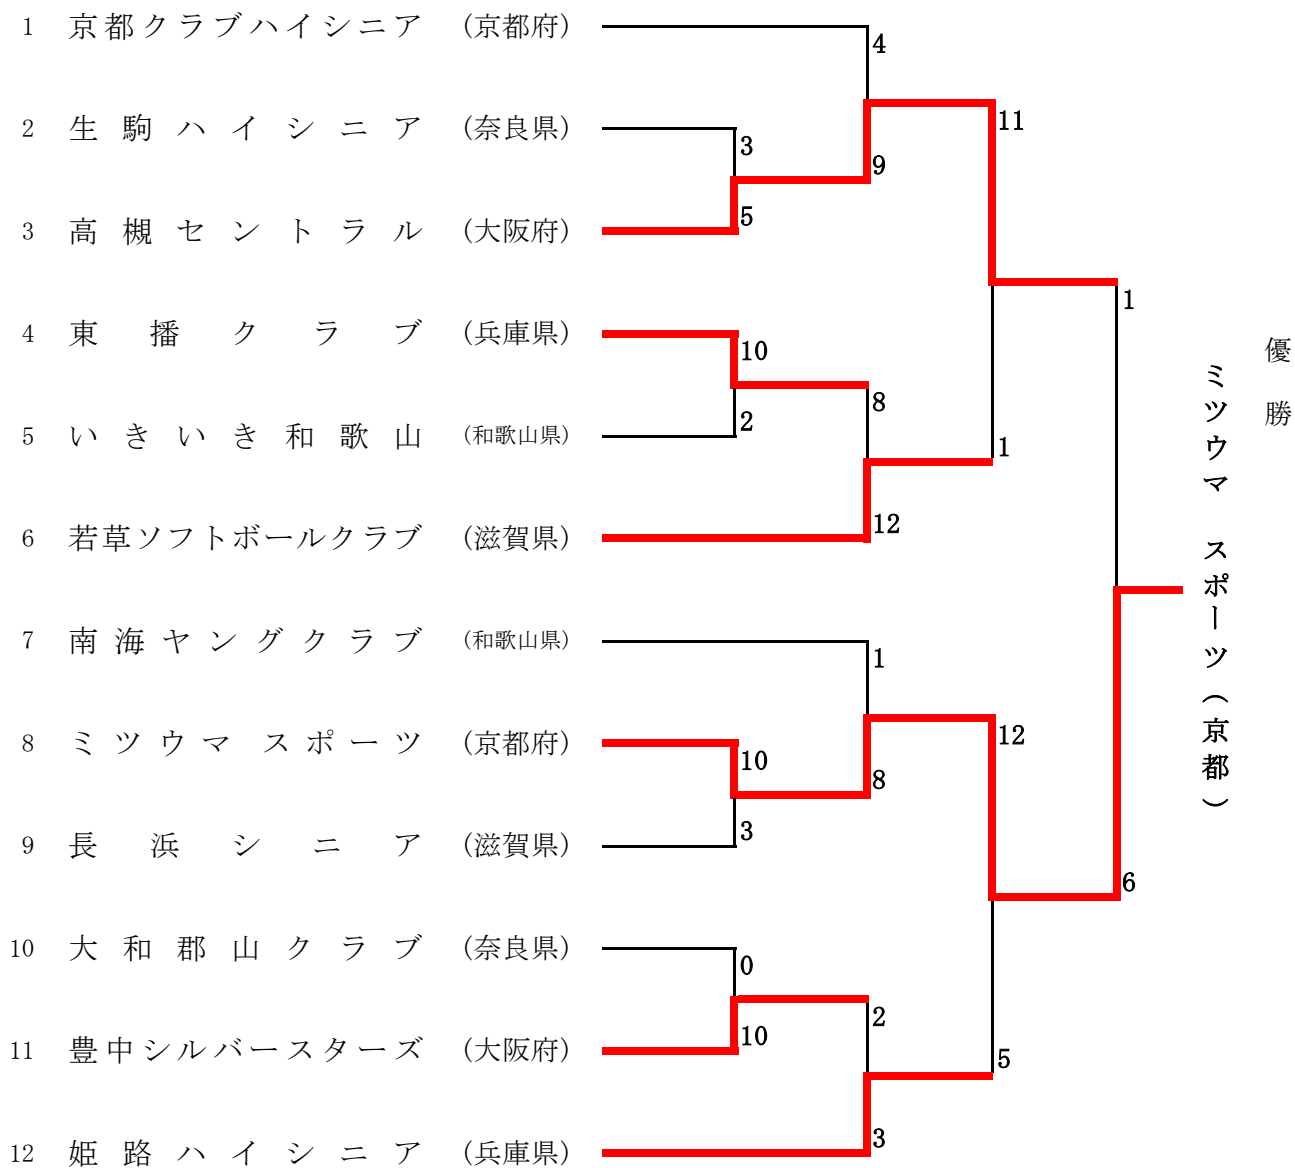 1 京都クラブハイシニア (京都府)
4
2 生駒ハイシニア (奈良県)
3
11
9
3 高槻セントラル (大阪府)
5
1
4 東播クラブ (兵庫県)
10
8
5 いきいき和歌山 (和歌山県)
2
1
6 若草ソフトボールクラブ (滋賀県)
12
優勝
ミツウマ スポーツ(京都)
7 南海ヤングクラブ (和歌山県)
1
8 ミツウマ スポーツ (京都府)
10
12
8
9 長浜シニア (滋賀県)
3
6
10 大和郡山クラブ (奈良県)
0
2
11 豊中シルバースターズ (大阪府)
10
5
12 姫路ハイシニア (兵庫県)
3